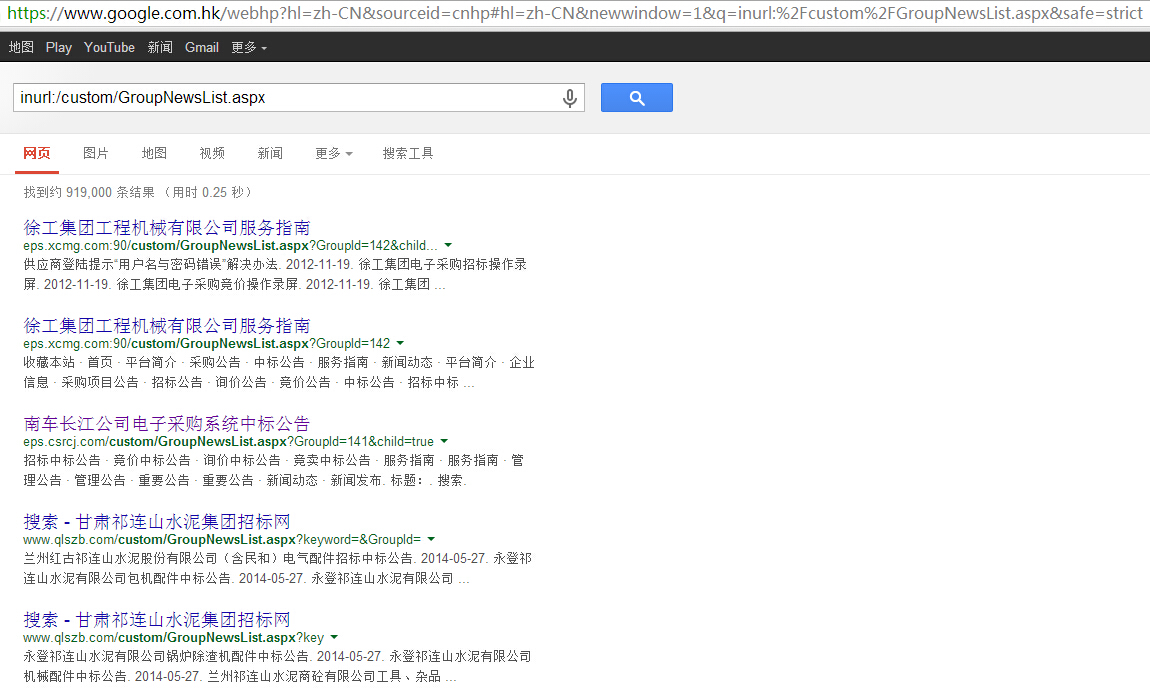 https://www.google.com.hk/webhp?hl=zh-CN&sourceid=cnhp#hl=zh-CN&newwindow=1&q=inurl:%2Fcustom%2FGroupNewsList.aspx&safe=strict
地图 Play YouTube 新闻 Gmail 更多
inurl:/custom/GroupNewsList.aspx
网页 图片 地图 视频 新闻 更多 搜索工具
找到约 919,000 条结果 （用时 0.25 秒）
徐工集团工程机械有限公司服务指南
eps.xcmg.com:90/custom/GroupNewsList.aspx?GroupId=142&child...
供应商登陆提示“用户名与密码错误”解决办法. 2012-11-19. 徐工集团电子采购招标操作录
屏. 2012-11-19. 徐工集团电子采购竞价操作录屏. 2012-11-19. 徐工集团 ...
徐工集团工程机械有限公司服务指南
eps.xcmg.com:90/custom/GroupNewsList.aspx?GroupId=142
收藏本站 · 首页 · 平台简介 · 采购公告 · 中标公告 · 服务指南 · 新闻动态 · 平台简介 · 企业
信息 · 采购项目公告 · 招标公告 · 询价公告 · 竞价公告 · 中标公告 · 招标中标 ...
南车长江公司电子采购系统中标公告
eps.csrcj.com/custom/GroupNewsList.aspx?GroupId=141&child=true
招标中标公告 · 竞价中标公告 · 询价中标公告 · 竞卖中标公告 · 服务指南 · 服务指南 · 管
理公告 · 管理公告 · 重要公告 · 重要公告 · 新闻动态 · 新闻发布. 标题：. 搜索.
搜索 - 甘肃祁连山水泥集团招标网
www.qlszb.com/custom/GroupNewsList.aspx?keyword=&GroupId=
兰州红古祁连山水泥股份有限公司（含民和）电气配件招标中标公告. 2014-05-27. 永登祁
连山水泥有限公司包机配件中标公告. 2014-05-27. 永登祁连山水泥有限公司 ...
搜索 - 甘肃祁连山水泥集团招标网
www.qlszb.com/custom/GroupNewsList.aspx?key
永登祁连山水泥有限公司锅炉除渣机配件中标公告. 2014-05-27. 永登祁连山水泥有限公司
机械配件中标公告. 2014-05-27. 兰州祁连山水泥商砼有限公司工具、杂品 ...